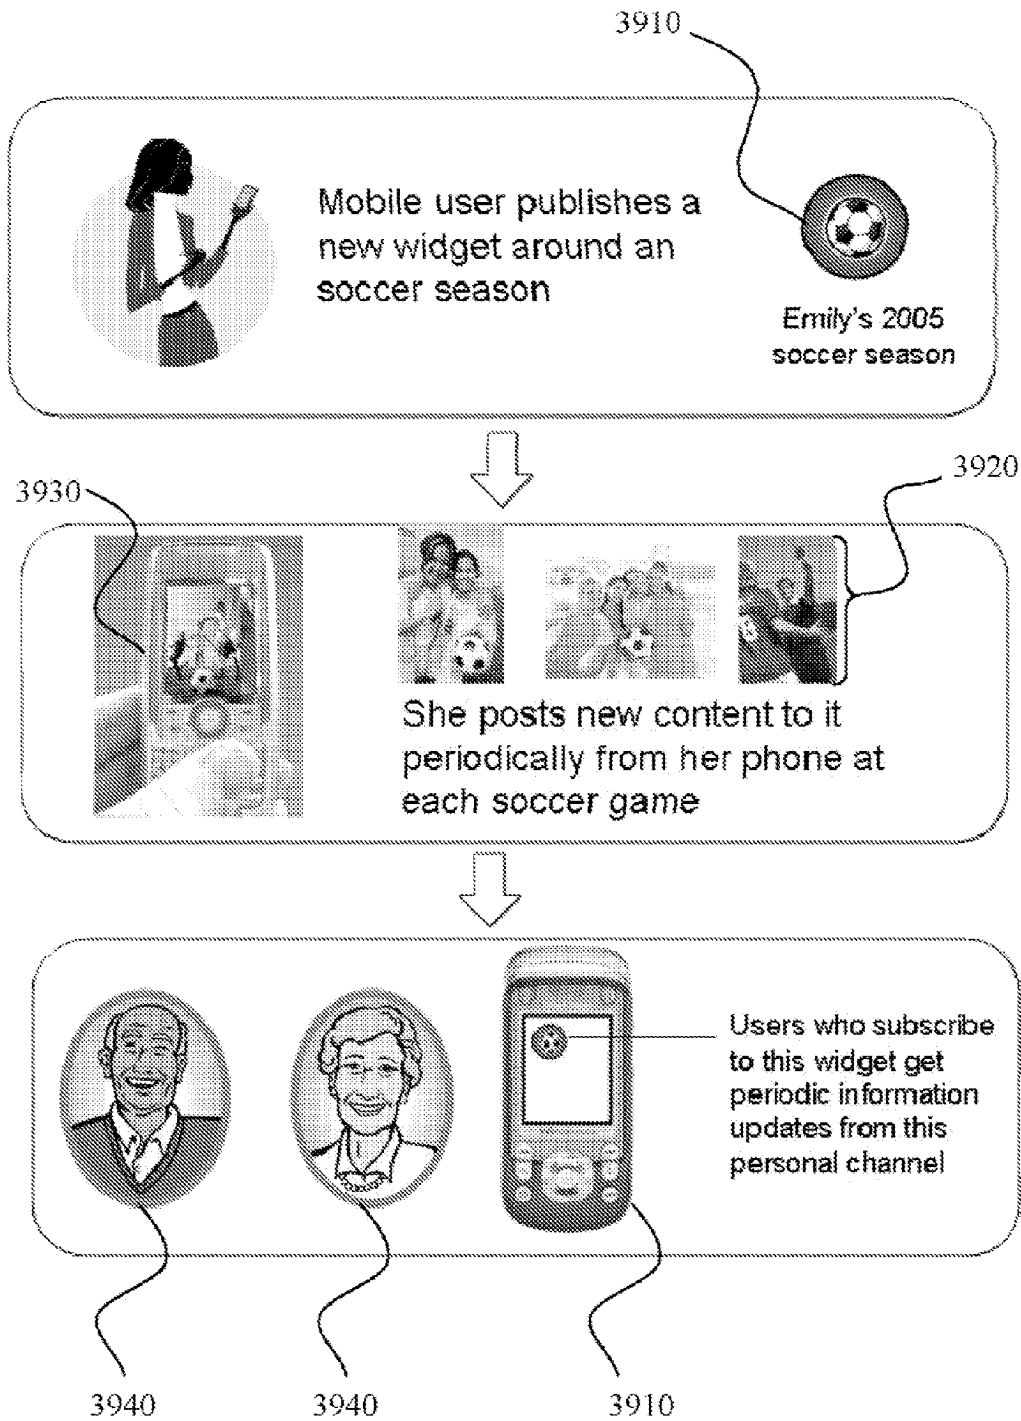 3910
Mobile user publishes a
new widget around an
soccer season
Emily's 2005
soccer season
3930
3920
She posts new content to it
periodically from her phone at
each soccer game
Users who subscribe
to this widget get
periodic information
updates from this
personal channel
3940
3940
3910